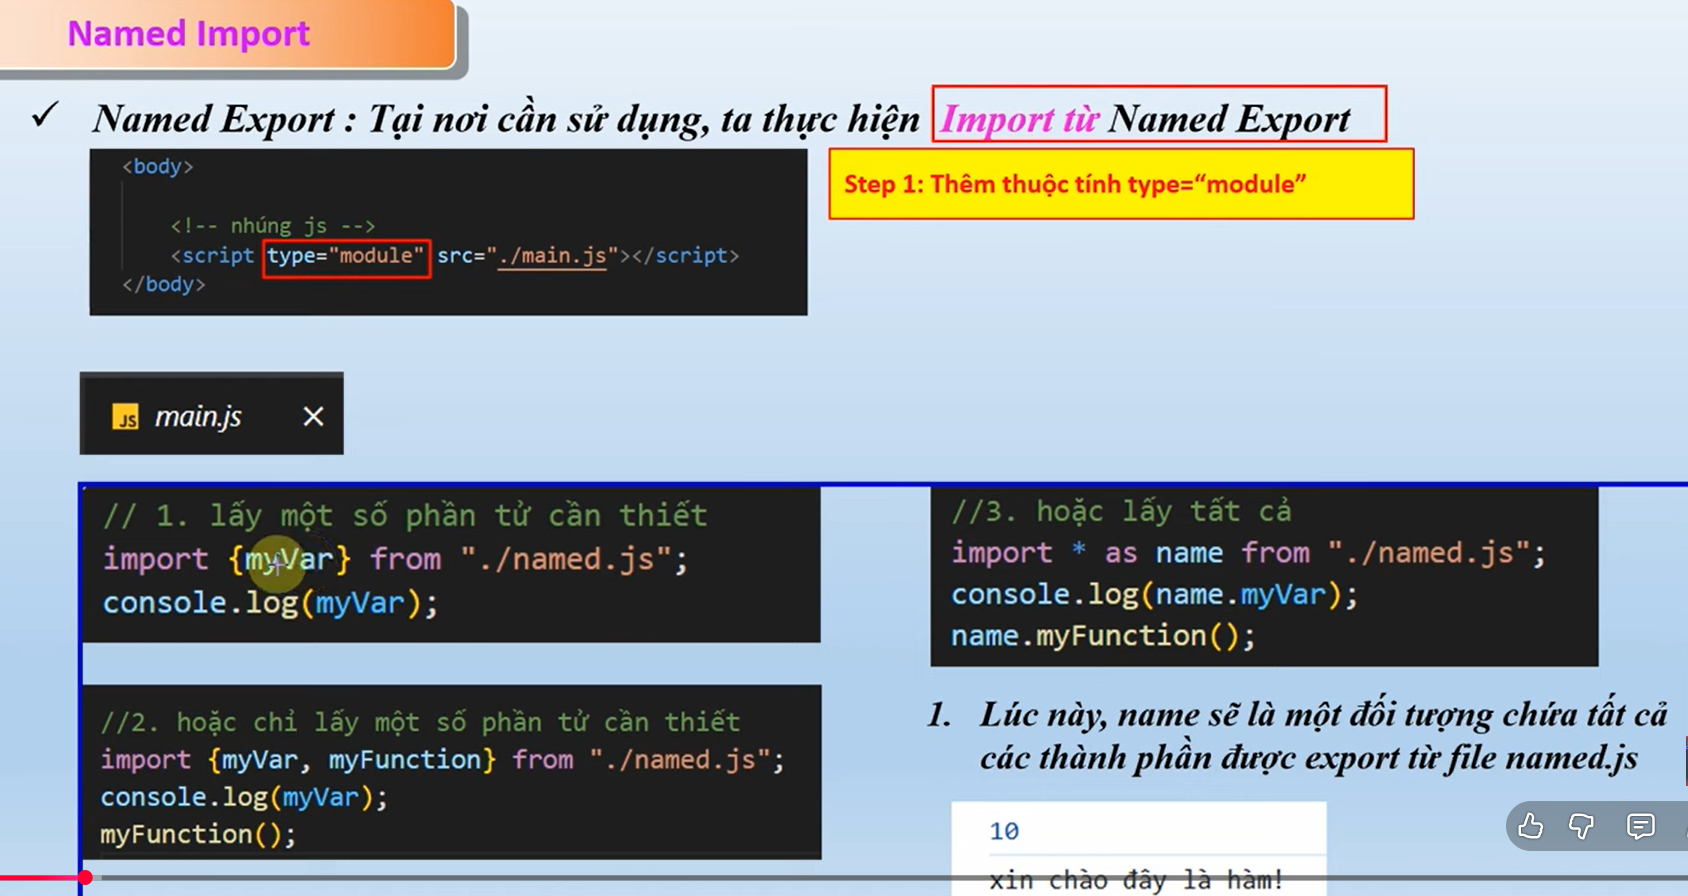 Named Import
✓ Named Export : Tại nơi cần sử dụng, ta thực hiện Import từ Named Export
<body>
<!-- nhúng js -->
<script type="module" src="./main.js"></script>
</body>
Step 1: Thêm thuộc tính type=“module”
JS main.js ×
// 1. lấy một số phần tử cần thiết
import {myVar} from "./named.js";
console.log(myVar);
//2. hoặc chỉ lấy một số phần tử cần thiết
import {myVar, myFunction} from "./named.js";
console.log(myVar);
myFunction();
//3. hoặc lấy tất cả
import * as name from "./named.js";
console.log(name.myVar);
name.myFunction();
1. Lúc này, name sẽ là một đối tượng chứa tất cả
các thành phần được export từ file named.js
10
xin chào đây là hàm!